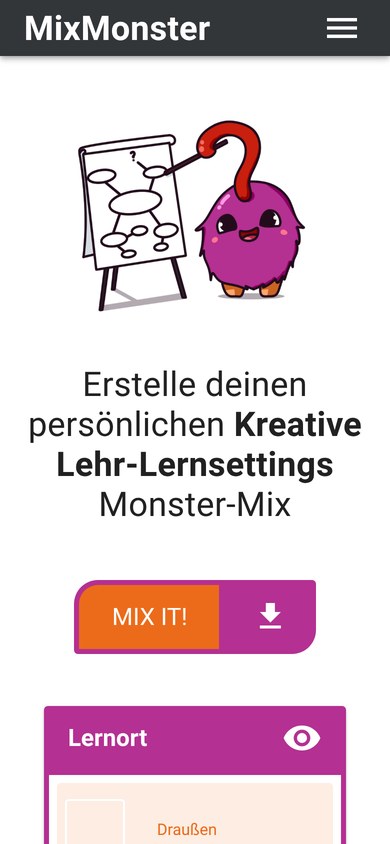 MixMonster
?
Erstelle deinen
persönlichen Kreative
Lehr-Lernsettings
Monster-Mix
MIX IT!
Lernort
Draußen